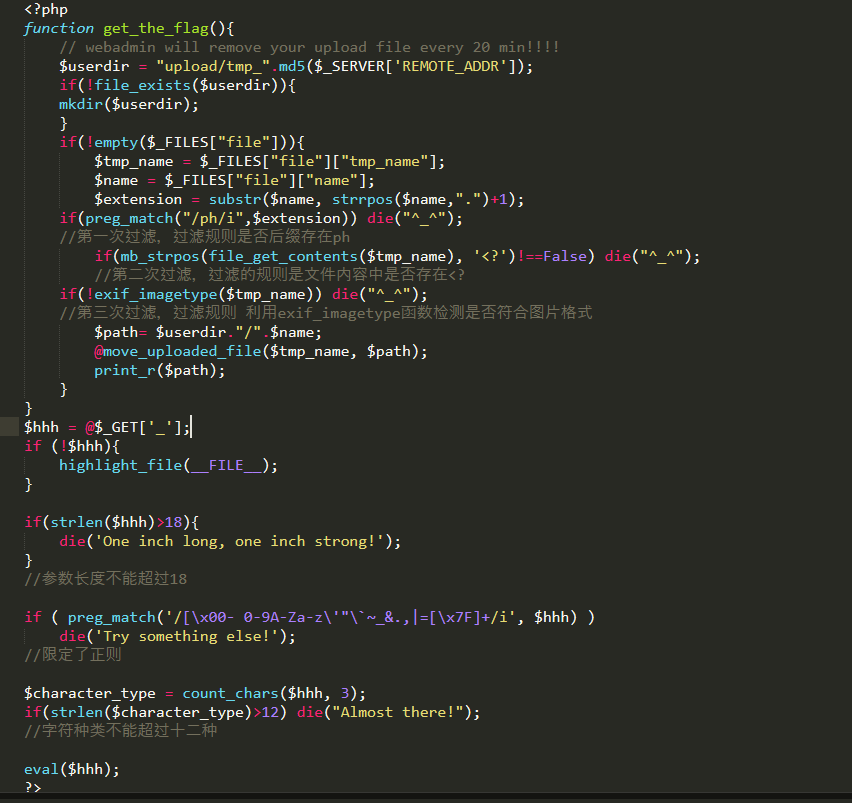 <?php
function get_the_flag(){
    // webadmin will remove your upload file every 20 min!!!!
    $userdir = "upload/tmp_".md5($_SERVER['REMOTE_ADDR']);
    if(!file_exists($userdir)){
    mkdir($userdir);
    }
    if(!empty($_FILES["file"])){
        $tmp_name = $_FILES["file"]["tmp_name"];
        $name = $_FILES["file"]["name"];
        $extension = substr($name, strrpos($name,".")+1);
    if(preg_match("/ph/i",$extension)) die("^_^");
    //第一次过滤，过滤规则是否后缀存在ph
        if(mb_strpos(file_get_contents($tmp_name), '<?')!==False) die("^_^");
        //第二次过滤，过滤的规则是文件内容中是否存在<?
    if(!exif_imagetype($tmp_name)) die("^_^");
    //第三次过滤，过滤规则 利用exif_imagetype函数检测是否符合图片格式
        $path= $userdir."/".$name;
        @move_uploaded_file($tmp_name, $path);
        print_r($path);
    }
}
$hhh = @$_GET['_'];
if (!$hhh){
    highlight_file(__FILE__);
}

if(strlen($hhh)>18){
    die('One inch long, one inch strong!');
}
//参数长度不能超过18

if ( preg_match('/[\x00- 0-9A-Za-z\'"\`~_&.,|=[\x7F]+/i', $hhh) )
    die('Try something else!');
//限定了正则

$character_type = count_chars($hhh, 3);
if(strlen($character_type)>12) die("Almost there!");
//字符种类不能超过十二种

eval($hhh);
?>